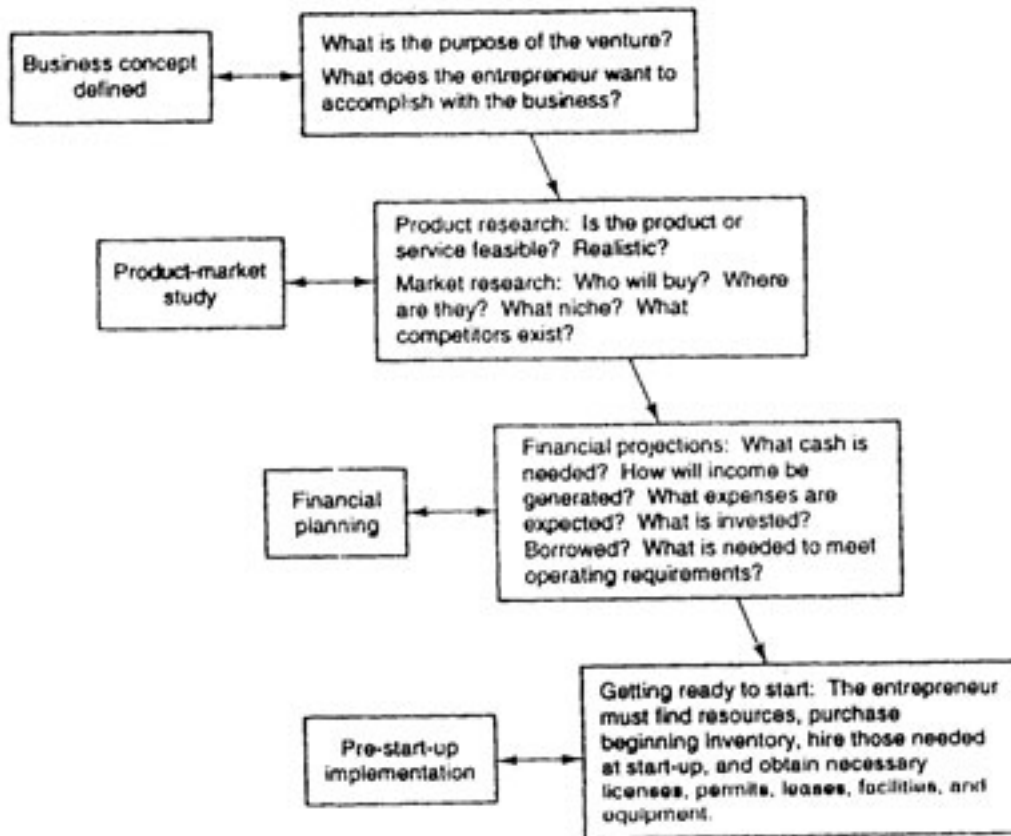 Business concept
defined
What is the purpose of the venture?
What does the entrepreneur want to
accomplish with the business?
Product-market
study
Product research: Is the product or
service feasible? Realistic?
Market research: Who will buy? Where
are they? What niche? What
competitors exist?
Financial
planning
Financial projections: What cash is
needed? How will income be
generated? What expenses are
expected? What is invested?
Borrowed? What is needed to meet
operating requirements?
Pre-start-up
implementation
Getting ready to start: The entrepreneur
must find resources, purchase
beginning inventory, hire those needed
at start-up, and obtain necessary
licenses, permits, leases, facilities, and
equipment.